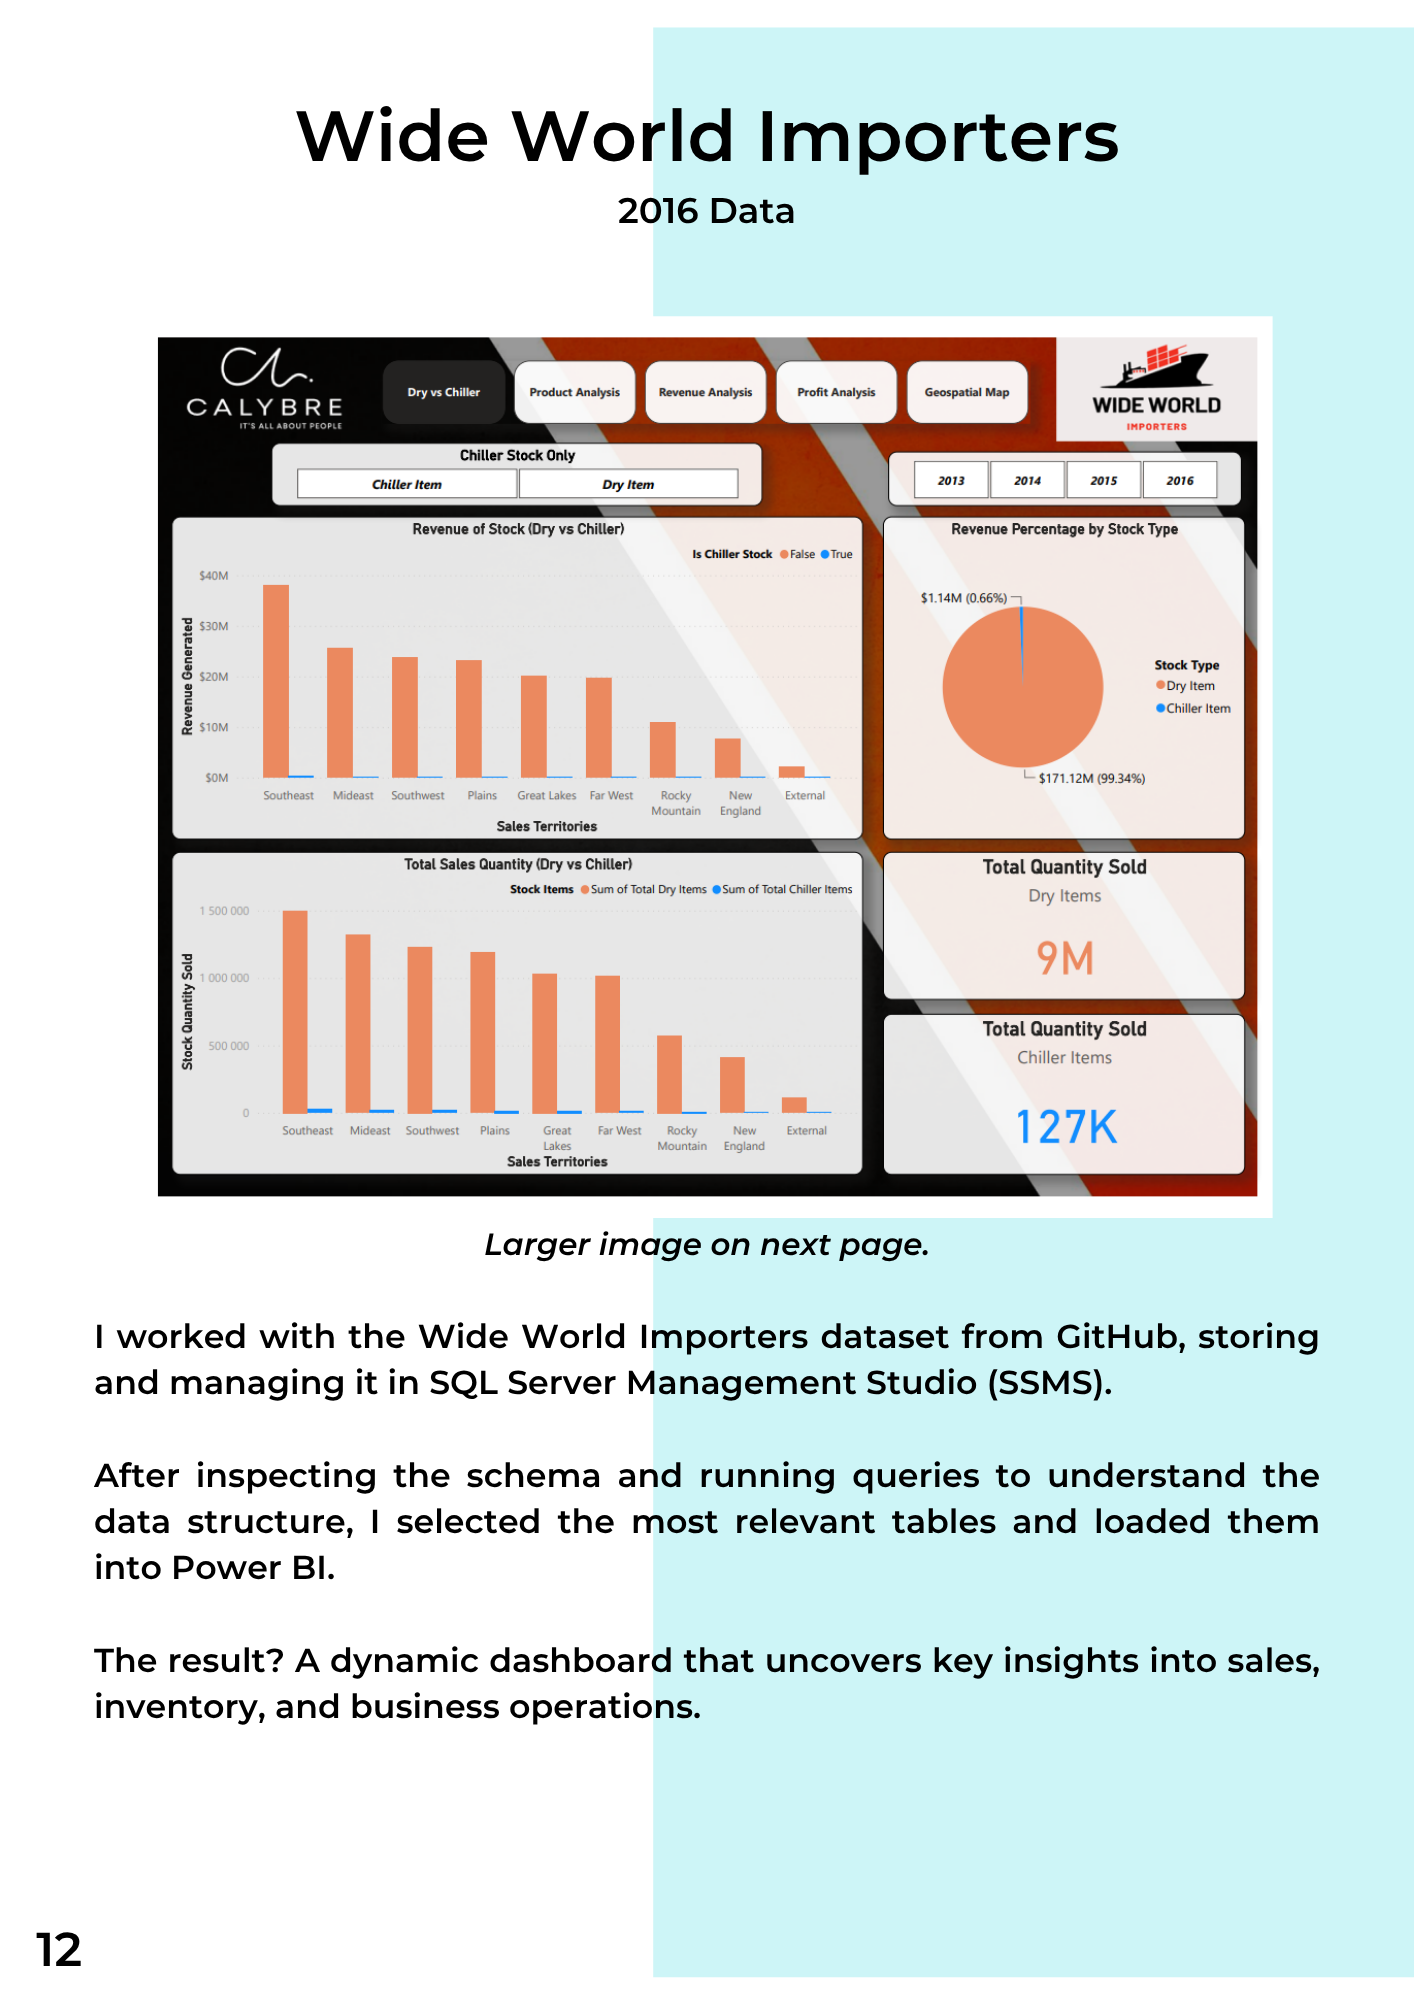 Wide World Importers
2016 Data
CALYBRE
IT'S ALL ABOUT PEOPLE
Dry vs Chiller
Product Analysis
Revenue Analysis
Profit Analysis
Geospatial Map
WIDE WORLD
IMPORTERS
Chiller Stock Only
Chiller Item
Dry Item
2013
2014
2015
2016
Revenue of Stock (Dry vs Chiller)
Is Chiller Stock False True
Revenue Generated
$40M
$30M
$20M
$10M
$0M
Southeast
Mideast
Southwest
Plains
Great Lakes
Far West
Rocky
Mountain
New
England
External
Sales Territories
Revenue Percentage by Stock Type
$1.14M (0.66%)
$171.12M (99.34%)
Stock Type
Dry Item
Chiller Item
Total Sales Quantity (Dry vs Chiller)
Stock Items Sum of Total Dry Items Sum of Total Chiller Items
Stock Quantity Sold
1 500 000
1 000 000
500 000
0
Southeast
Mideast
Southwest
Plains
Great
Lakes
Far West
Rocky
Mountain
New
England
External
Sales Territories
Total Quantity Sold
Dry Items
9M
Total Quantity Sold
Chiller Items
127K
Larger image on next page.
I worked with the Wide World Importers dataset from GitHub, storing
and managing it in SQL Server Management Studio (SSMS).
After inspecting the schema and running queries to understand the
data structure, I selected the most relevant tables and loaded them
into Power BI.
The result? A dynamic dashboard that uncovers key insights into sales,
inventory, and business operations.
12